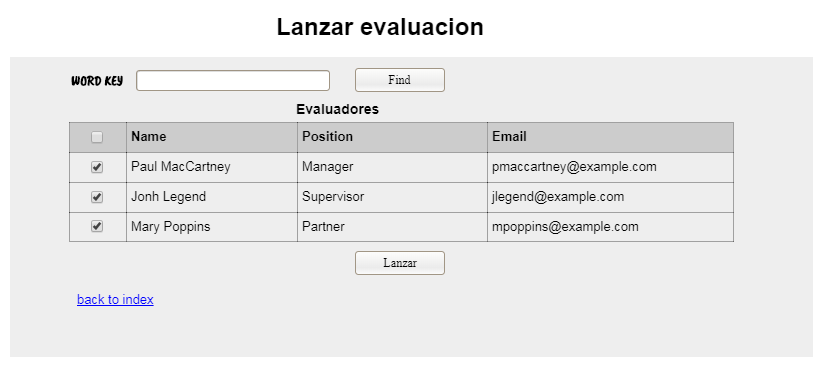 Lanzar evaluacion
WORD KEY Find
Evaluadores
Name Position Email
Paul MacCartney Manager pmaccartney@example.com
Jonh Legend Supervisor jlegend@example.com
Mary Poppins Partner mpoppins@example.com
Lanzar
back to index